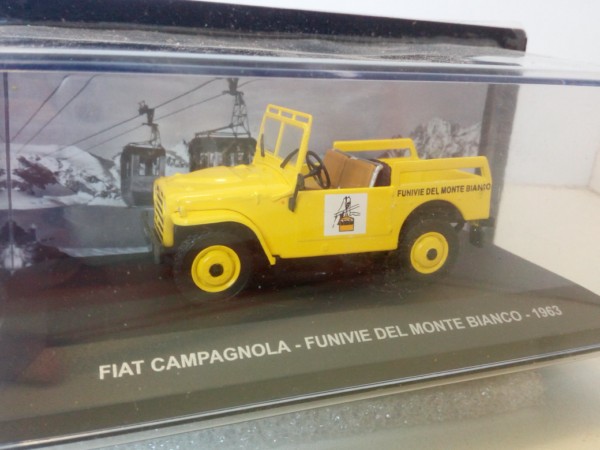 FUNIVIE DEL MONTE BIANCO
FIAT CAMPAGNOLA - FUNIVIE DEL MONTE BIANCO - 1963